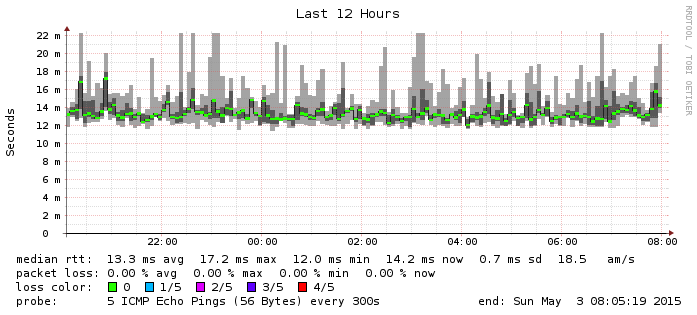 Last 12 Hours
RRDTOOL / TOBI OETIKER
Seconds
22 m
20 m
18 m
16 m
14 m
12 m
10 m
8 m
6 m
4 m
2 m
0
22:00 00:00 02:00 04:00 06:00 08:00
median rtt: 13.3 ms avg 17.2 ms max 12.0 ms min 14.2 ms now 0.7 ms sd 18.5 am/s
packet loss: 0.00 % avg 0.00 % max 0.00 % min 0.00 % now
loss color: 0 1/5 2/5 3/5 4/5
probe: 5 ICMP Echo Pings (56 Bytes) every 300s end: Sun May 3 08:05:19 2015